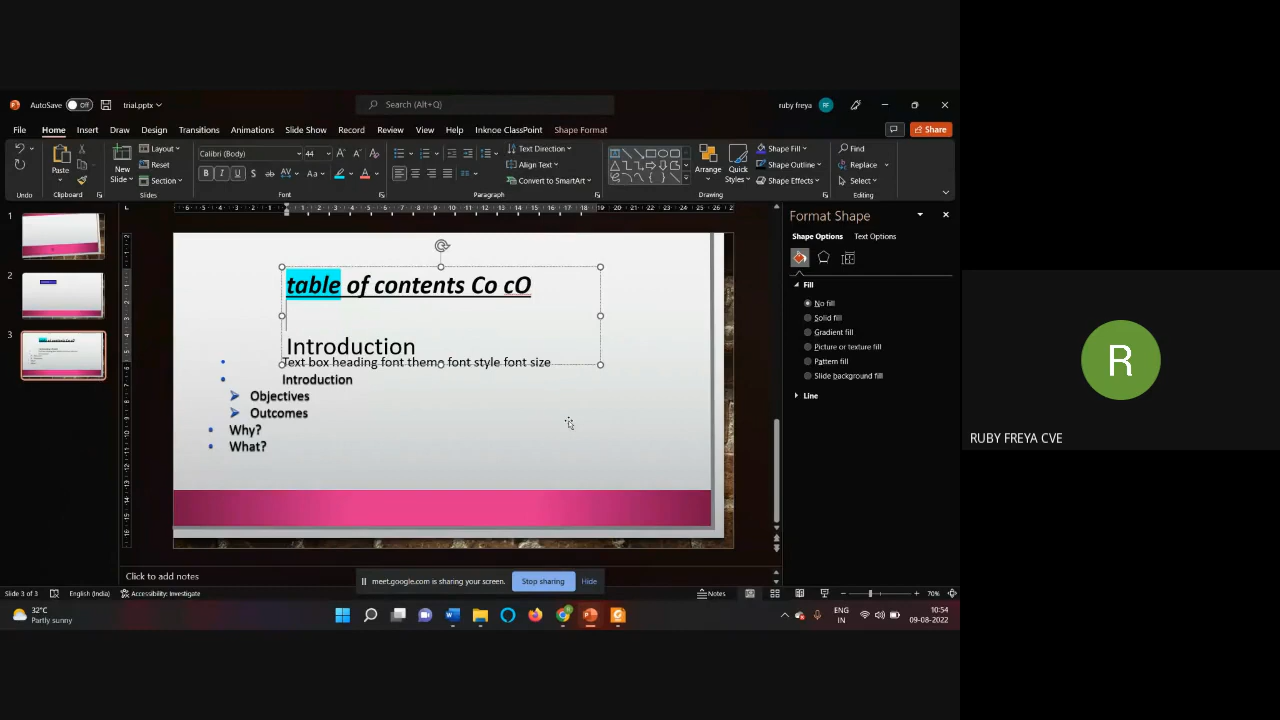 AutoSave Off trial.pptx Search (Alt+Q) ruby freya RF
File Home Insert Draw Design Transitions Animations Slide Show Record Review View Help Inknoe ClassPoint Shape Format Share
Paste New Slide Layout Reset Section
Calibri (Body) 44
B I U S ab AV Aa A
Text Direction Align Text Convert to SmartArt
Arrange Quick Styles Shape Fill Shape Outline Shape Effects
Find Replace Select
Undo Clipboard Slides Font Paragraph Drawing Editing
1
2
3
table of contents Co cO
Introduction
Text box heading font theme font style font size
Introduction
Objectives
Outcomes
Why?
What?
Format Shape
Shape Options Text Options
Fill
No fill
Solid fill
Gradient fill
Picture or texture fill
Pattern fill
Slide background fill
Line
R
RUBY FREYA CVE
Click to add notes
meet.google.com is sharing your screen. Stop sharing Hide
Slide 3 of 3 English (India) Accessibility: Investigate Notes 70%
32°C
Partly sunny
ENG
IN
10:54
09-08-2022